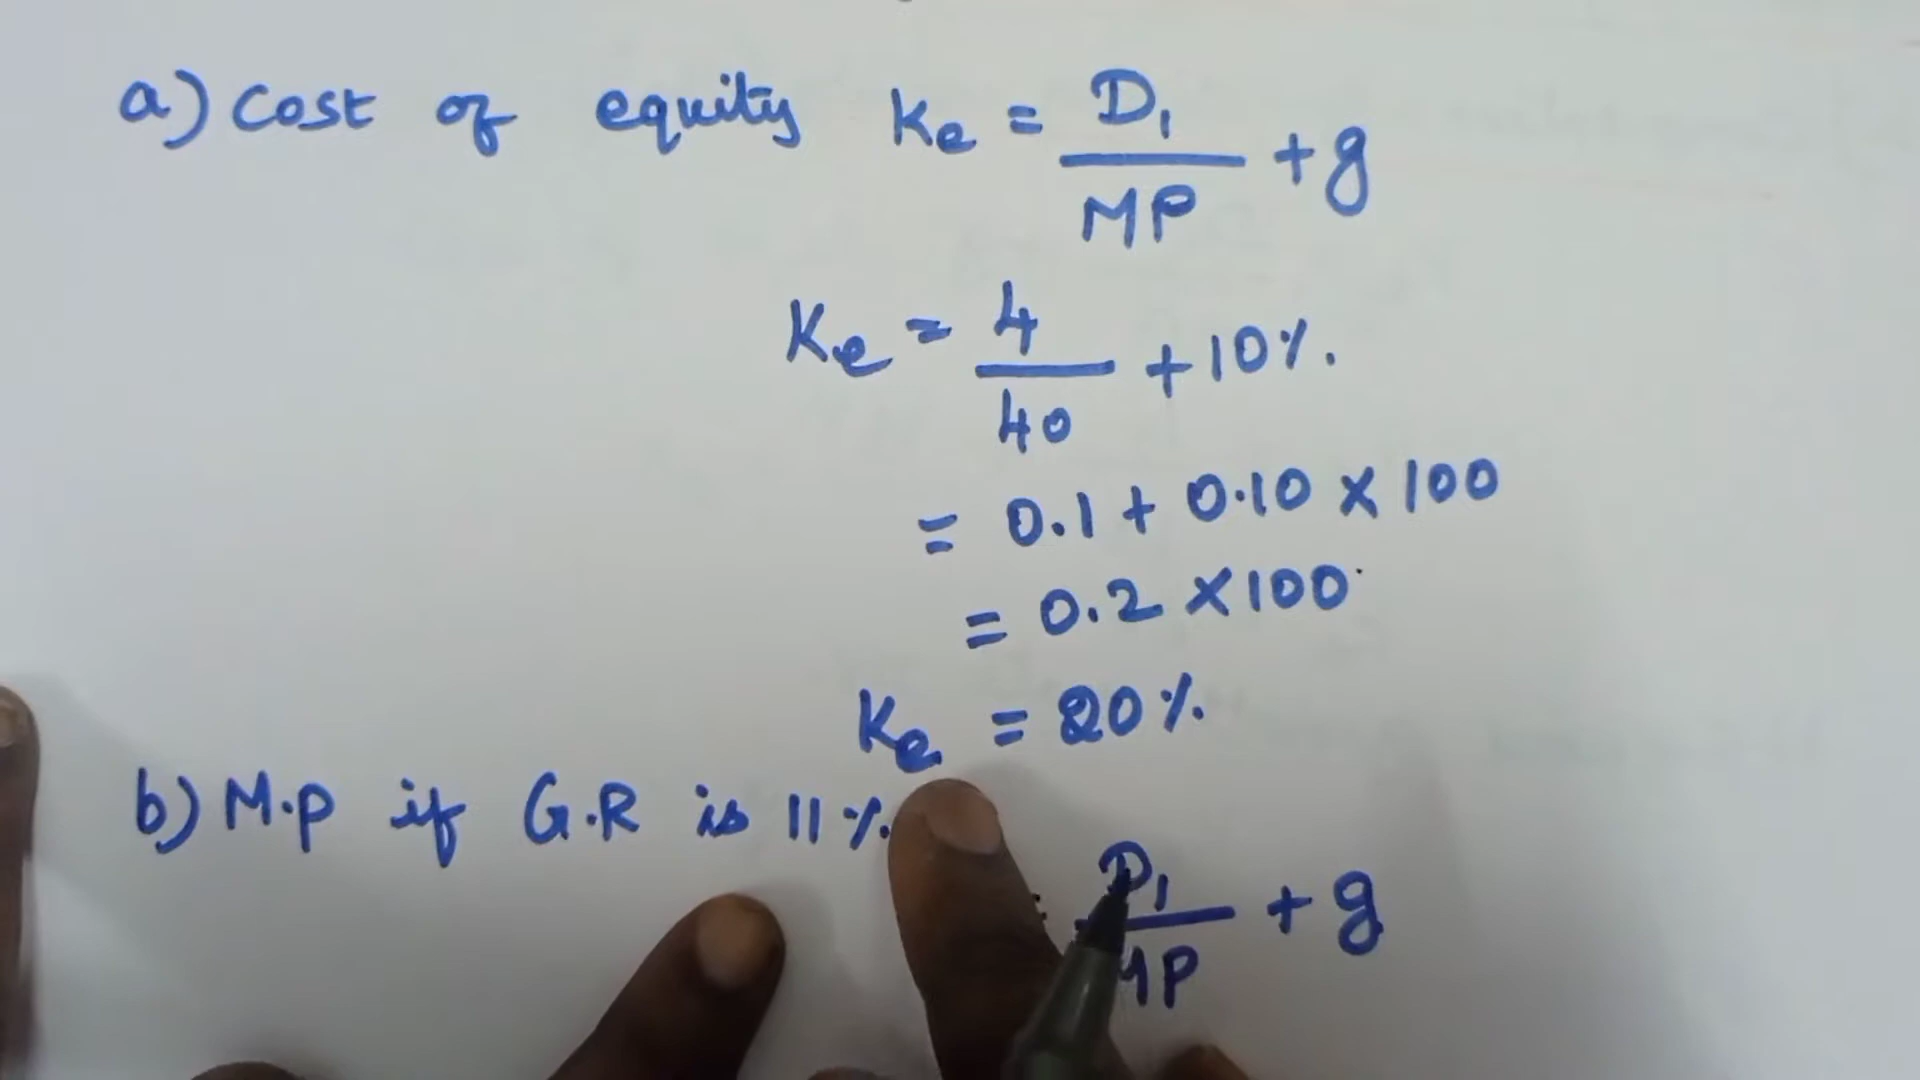 a) Cost of equity Ke = D1 / MP + g
Ke = 4 / 40 + 10%.
= 0.1 + 0.10 × 100
= 0.2 × 100
Ke = 20%.
b) M.P if G.R is 11%.
= D1 / MP + g